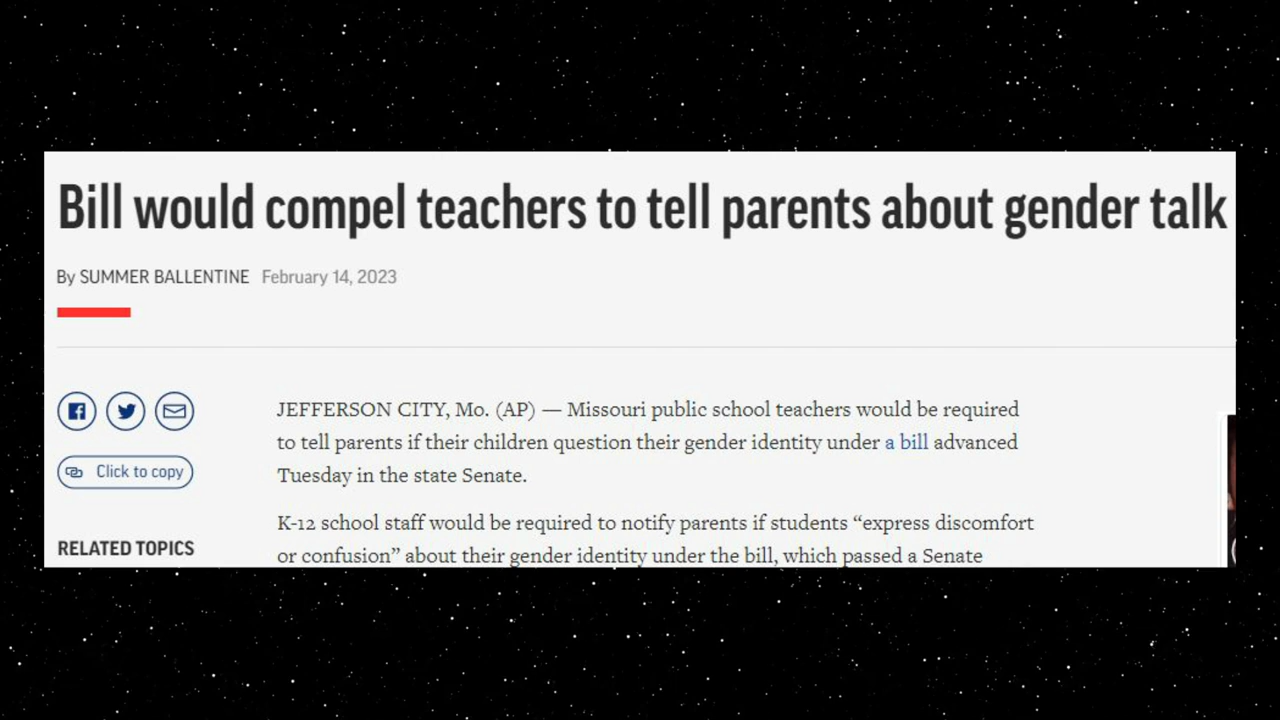 Bill would compel teachers to tell parents about gender talk
By SUMMER BALLENTINE February 14, 2023
Click to copy
RELATED TOPICS
JEFFERSON CITY, Mo. (AP) — Missouri public school teachers would be required
to tell parents if their children question their gender identity under a bill advanced
Tuesday in the state Senate.
K-12 school staff would be required to notify parents if students “express discomfort
or confusion” about their gender identity under the bill, which passed a Senate